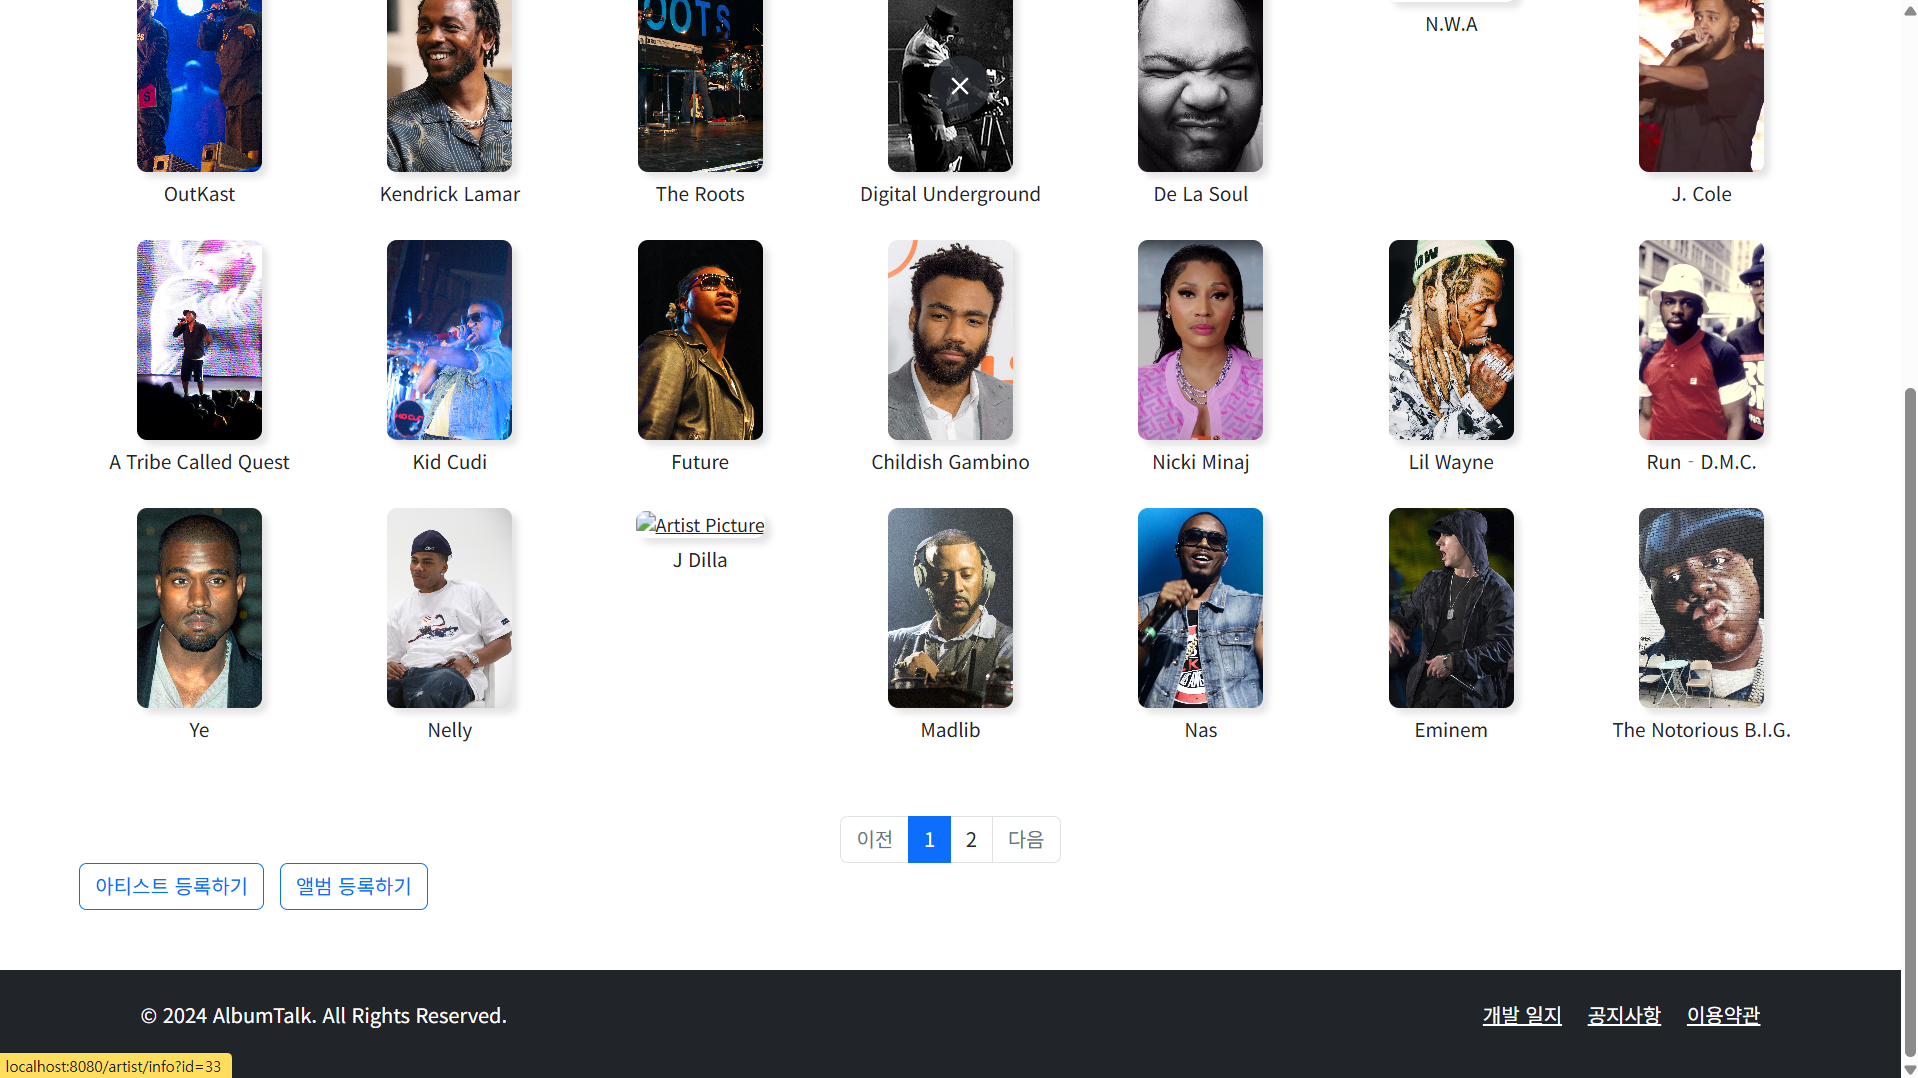 OOTS
N.W.A
OutKast
Kendrick Lamar
The Roots
Digital Underground
De La Soul
J. Cole
A Tribe Called Quest
Kid Cudi
Future
Childish Gambino
Nicki Minaj
Lil Wayne
Run‐D.M.C.
Artist Picture
Ye
Nelly
J Dilla
Madlib
Nas
Eminem
The Notorious B.I.G.
이전 1 2 다음
아티스트 등록하기 앨범 등록하기
© 2024 AlbumTalk. All Rights Reserved.
개발 일지 공지사항 이용약관
localhost:8080/artist/info?id=33